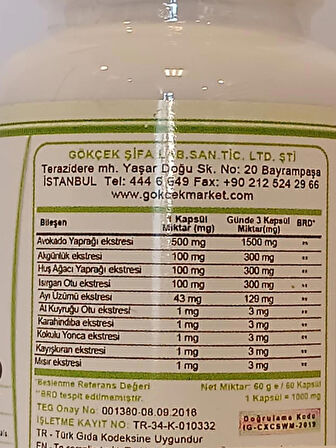 GÖKÇEK ŞİFA LAB.SAN.TİC. LTD. ŞTİ
Terazidere mh. Yaşar Doğu Sk. No: 20 Bayrampaşa
İSTANBUL Tel: 444 6 649 Fax: +90 212 524 29 66
www.gokcekmarket.com
Bileşen 1 Kapsül Miktar (mg) Günde 3 Kapsül Miktar(mg) BRD*
Avokado Yaprağı ekstresi 500 mg 1500 mg **
Akgünlük ekstresi 100 mg 300 mg **
Huş Ağacı Yaprağı ekstresi 100 mg 300 mg **
Isırgan Otu ekstresi 100 mg 300 mg **
Ayı Üzümü ekstresi 43 mg 129 mg **
At Kuyruğu Otu ekstresi 1 mg 3 mg **
Karahindiba ekstresi 1 mg 3 mg **
Kokulu Yonca ekstresi 1 mg 3 mg **
Kayışkıran ekstresi 1 mg 3 mg **
Mısır ekstresi 1 mg 3 mg **
*Beslenme Referans Değeri Net Miktar: 60 g e / 60 Kapsül
**BRD tespit edilmemiştir. 1 Kapsül = 1000 mg
TEG Onay No 001380-08.09.2016
İŞLETME KAYIT NO: TR-34-K-010332
TR - Türk Gıda Kodeksine Uygundur
Doğrulama Kodu